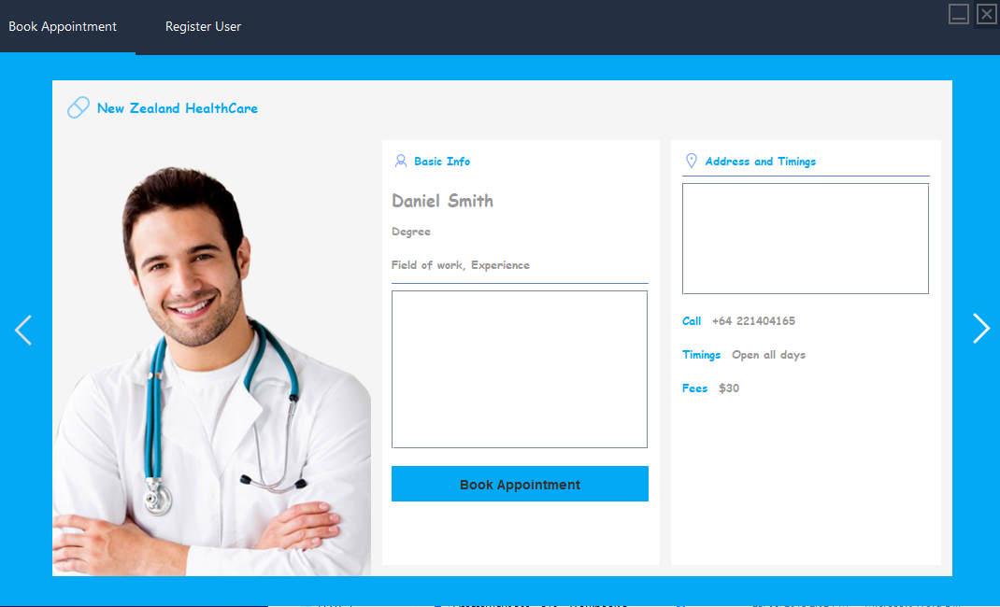 Book Appointment
Register User
New Zealand HealthCare
Basic Info
Daniel Smith
Degree
Field of work, Experience
Book Appointment
Address and Timings
Call +64 221404165
Timings Open all days
Fees $30